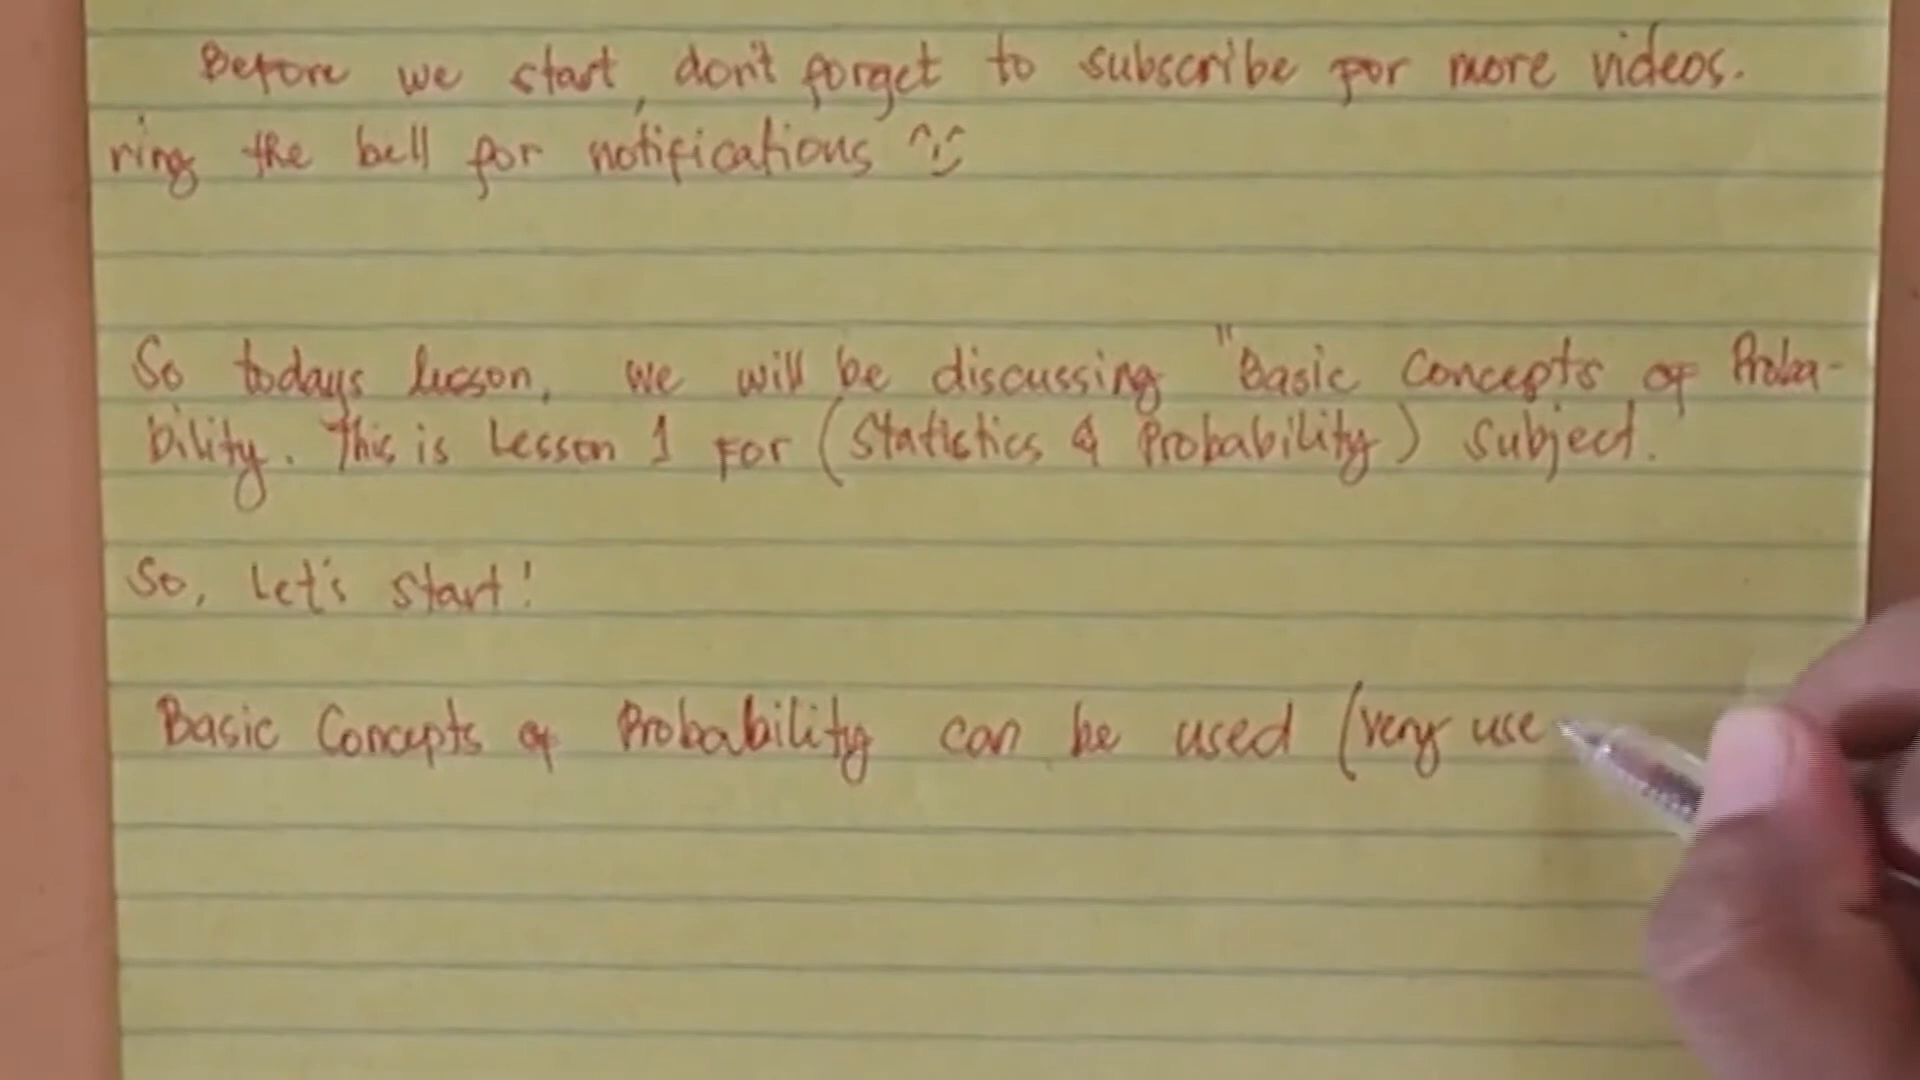 Before we start, don't forget to subscribe for more videos.
ring the bell for notifications
So todays lesson, we will be discussing "Basic Concepts of Proba-
bility. This is Lesson 1 For (Statistics & Probability) Subject.
So, Let's start!
Basic Concepts of Probability can be used (very use